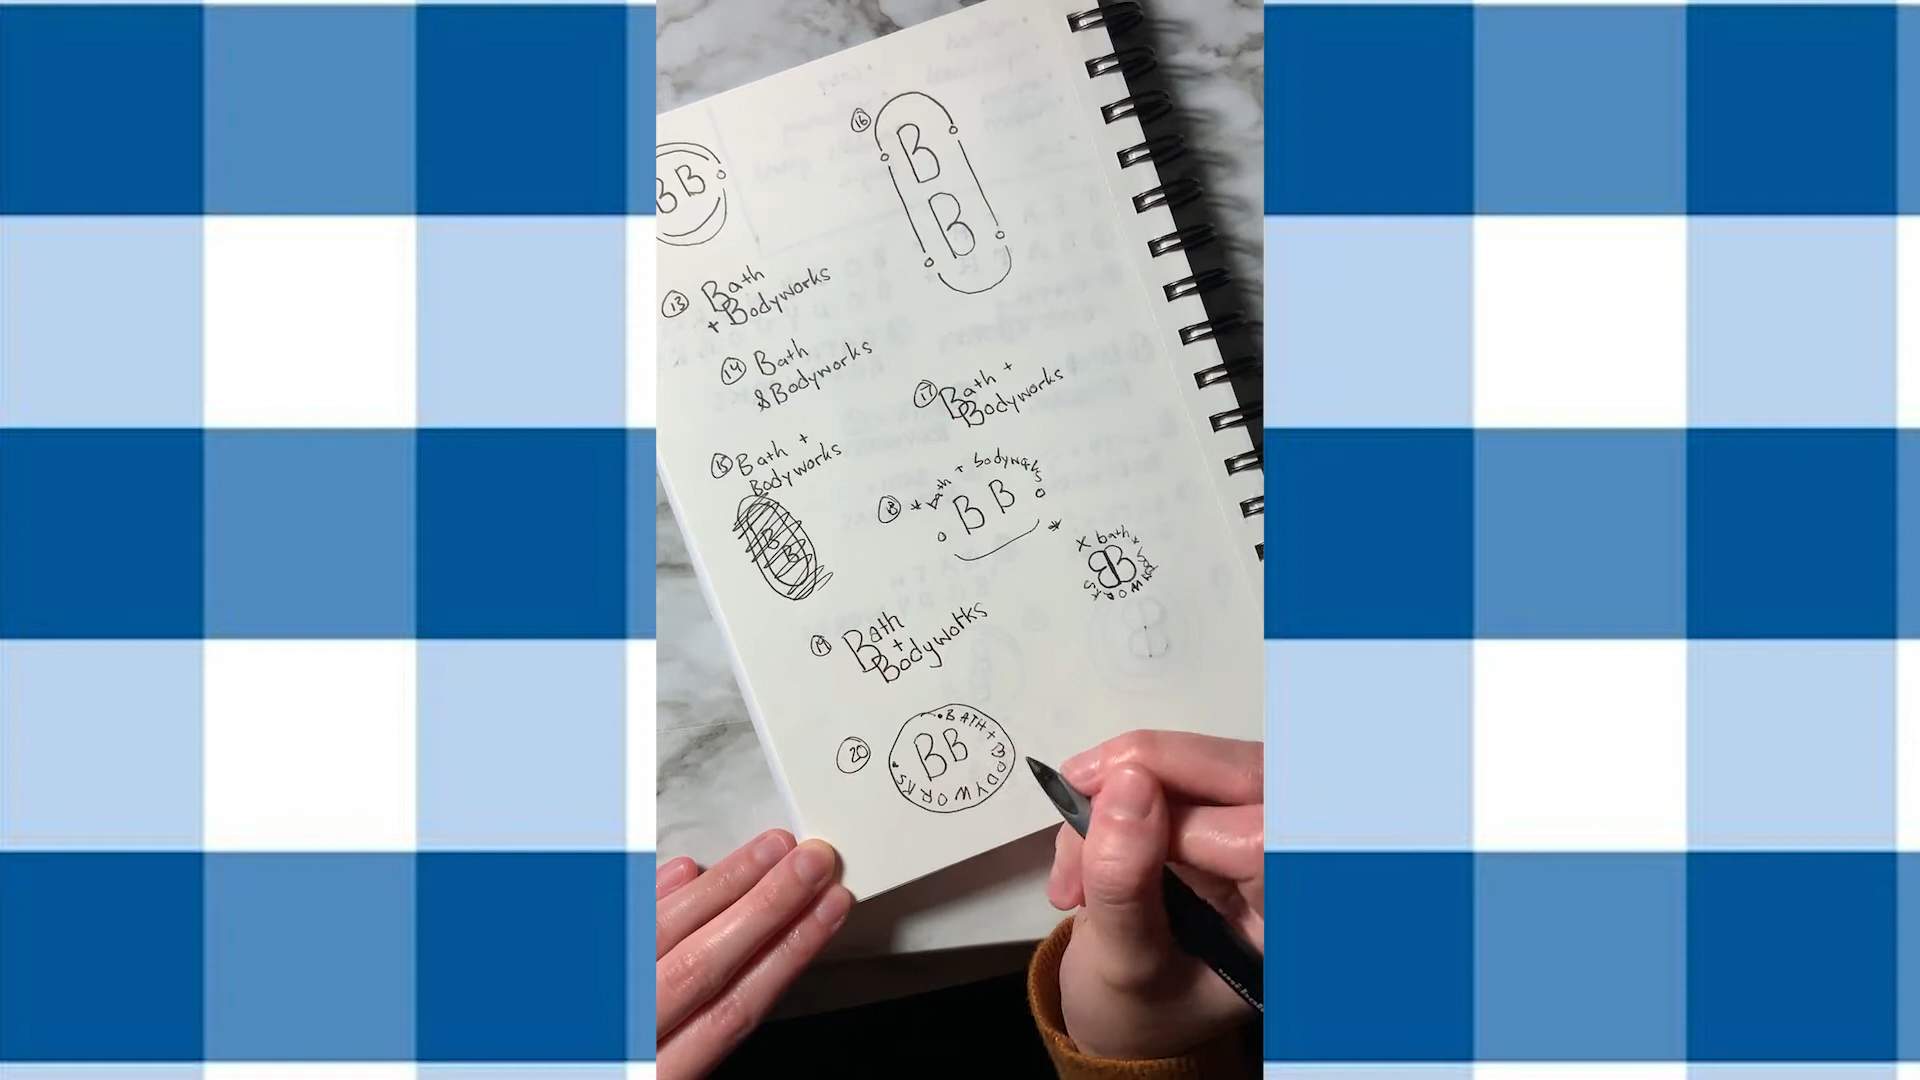 BB
13
Bath
+ Bodyworks
14
Bath
& Bodyworks
15
Bath +
Bodyworks
B
B
16
B
B
17
Bath +
Bodyworks
18
* bath + bodyworks
BB
*
x bath +
WORKS
BB
19
Bath
+
Bodyworks
20
BATH + BODYWORKS
BB